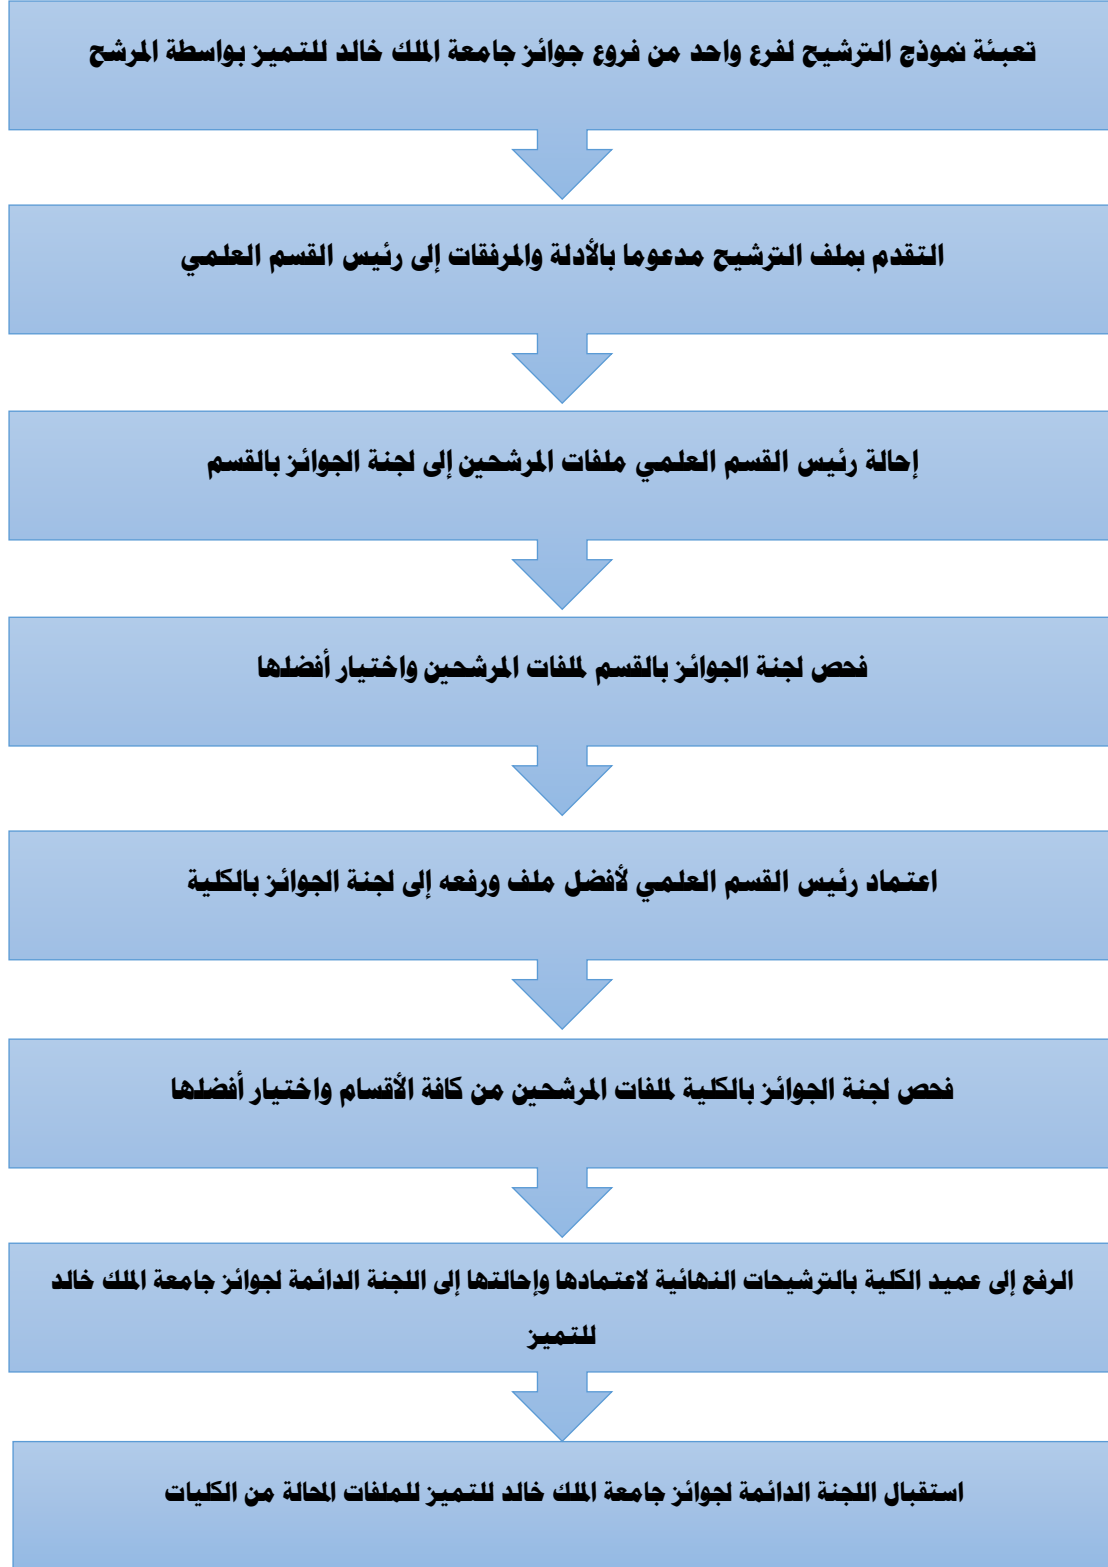 تعبئة نموذج الترشيح لفرع واحد من فروع جوائز جامعة الملك خالد للتميز بواسطة المرشح
التقدم بملف الترشيح مدعوما بالأدلة والمرفقات إلى رئيس القسم العلمي
إحالة رئيس القسم العلمي ملفات المرشحين إلى لجنة الجوائز بالقسم
فحص لجنة الجوائز بالقسم لملفات المرشحين واختيار أفضلها
اعتماد رئيس القسم العلمي لأفضل ملف ورفعه إلى لجنة الجوائز بالكلية
فحص لجنة الجوائز بالكلية لملفات المرشحين من كافة الأقسام واختيار أفضلها
الرفع إلى عميد الكلية بالترشيحات النهائية لاعتمادها وإحالتها إلى اللجنة الدائمة لجوائز جامعة الملك خالد
للتميز
استقبال اللجنة الدائمة لجوائز جامعة الملك خالد للتميز للملفات المحالة من الكليات